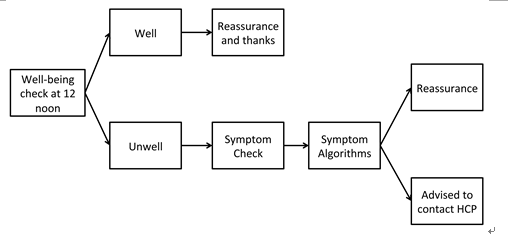 Well-being
check at 12
noon
Well
Reassurance
and thanks
Unwell
Symptom
Check
Symptom
Algorithms
Reassurance
Advised to
contact HCP